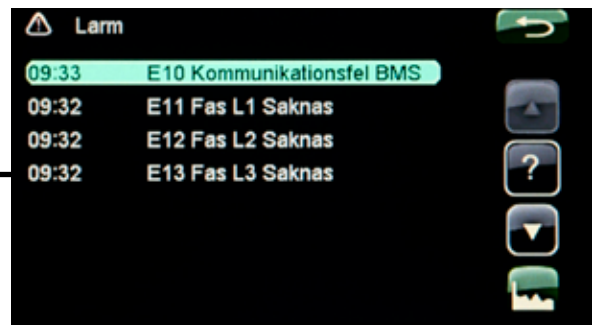 Larm
09:33 E10 Kommunikationsfel BMS
09:32 E11 Fas L1 Saknas
09:32 E12 Fas L2 Saknas
09:32 E13 Fas L3 Saknas
?